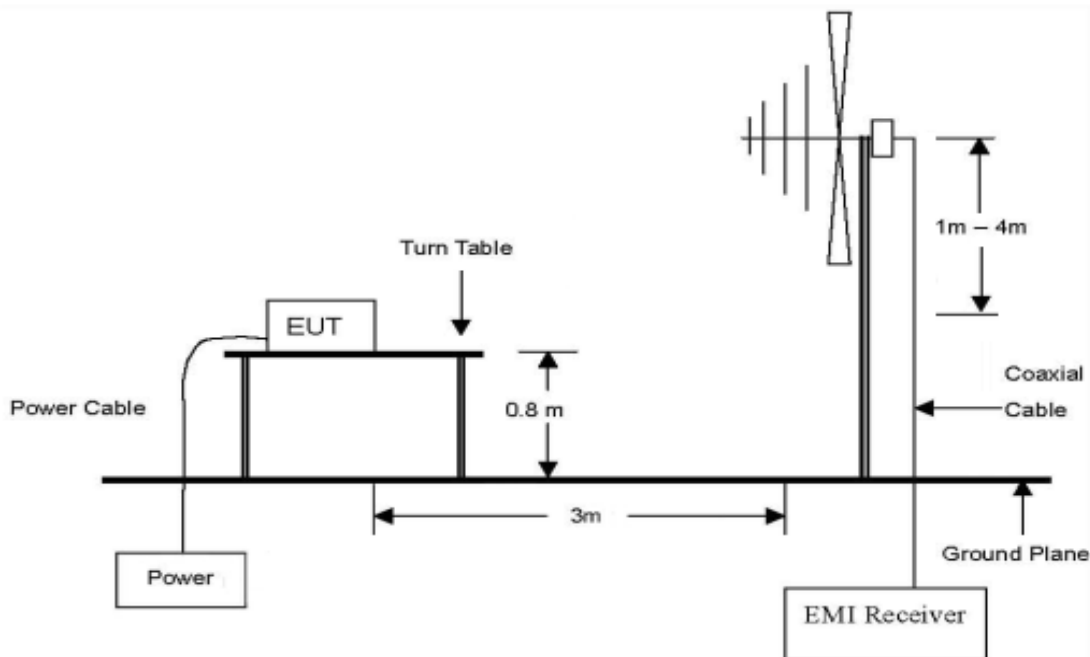 1m – 4m
Turn Table
EUT
Coaxial
Cable
Power Cable
0.8 m
3m
Ground Plane
Power
EMI Receiver